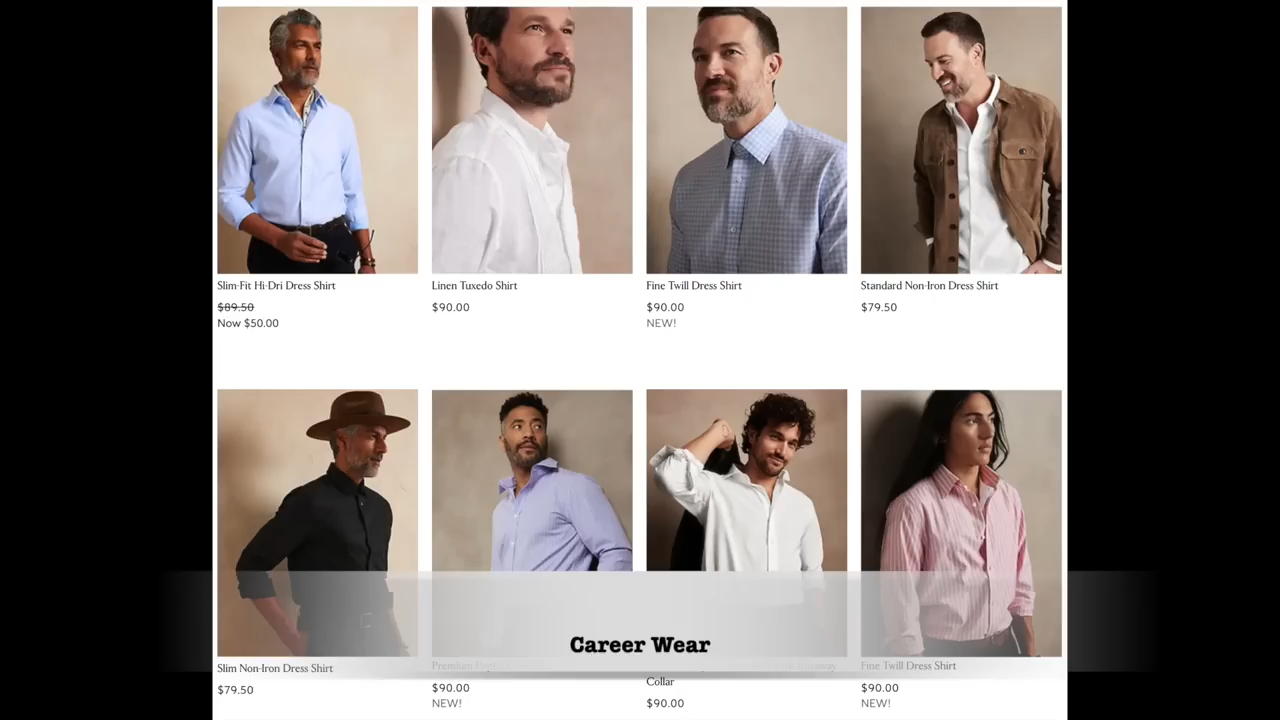 Slim-Fit Hi-Dri Dress Shirt
$89.50
Now $50.00
Linen Tuxedo Shirt
$90.00
Fine Twill Dress Shirt
$90.00
NEW!
Standard Non-Iron Dress Shirt
$79.50
Career Wear
Slim Non-Iron Dress Shirt
$79.50
Premium
$90.00
NEW!
Collar
$90.00
Fine Twill Dress Shirt
$90.00
NEW!